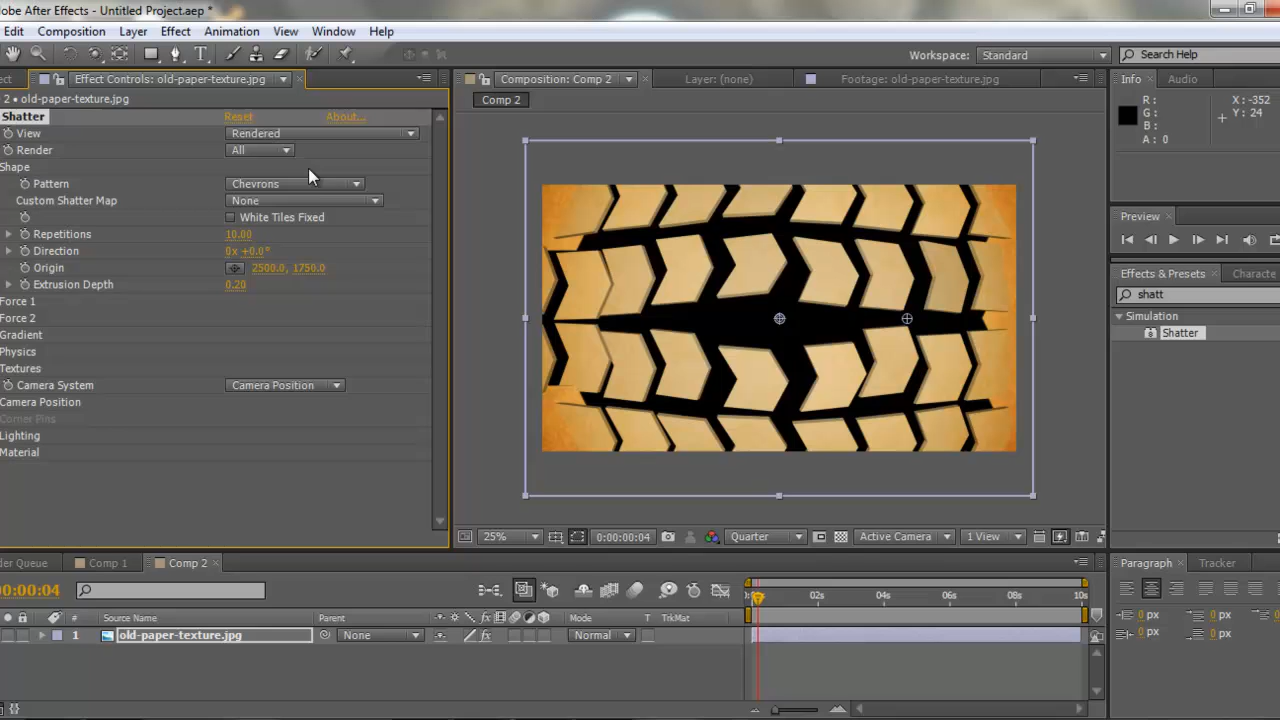 dobe After Effects - Untitled Project.aep *
Edit Composition Layer Effect Animation View Window Help
Workspace: Standard Search Help
ect Effect Controls: old-paper-texture.jpg Composition: Comp 2 Layer: (none) Footage: old-paper-texture.jpg Info Audio
2 • old-paper-texture.jpg
Comp 2
Shatter Reset About...
View Rendered
Render All
Shape
Pattern Chevrons
Custom Shatter Map None
White Tiles Fixed
Repetitions 10.00
Direction 0x +0.0°
Origin 2500.0, 1750.0
Extrusion Depth 0.20
Force 1
Force 2
Gradient
Physics
Textures
Camera System Camera Position
Camera Position
Corner Pins
Lighting
Material
R: X: -352
G: Y: 24
B:
A: 0
Preview
Effects & Presets Characte
shatt
Simulation
Shatter
25% 0:00:00:04 Quarter Active Camera 1 View
der Queue Comp 1 Comp 2
Paragraph Tracker
0:00:00:04
02s 04s 06s 08s 10s
# Source Name Parent Mode T TrkMat
1 old-paper-texture.jpg None Normal
0 px 0 px 0
0 px 0 px